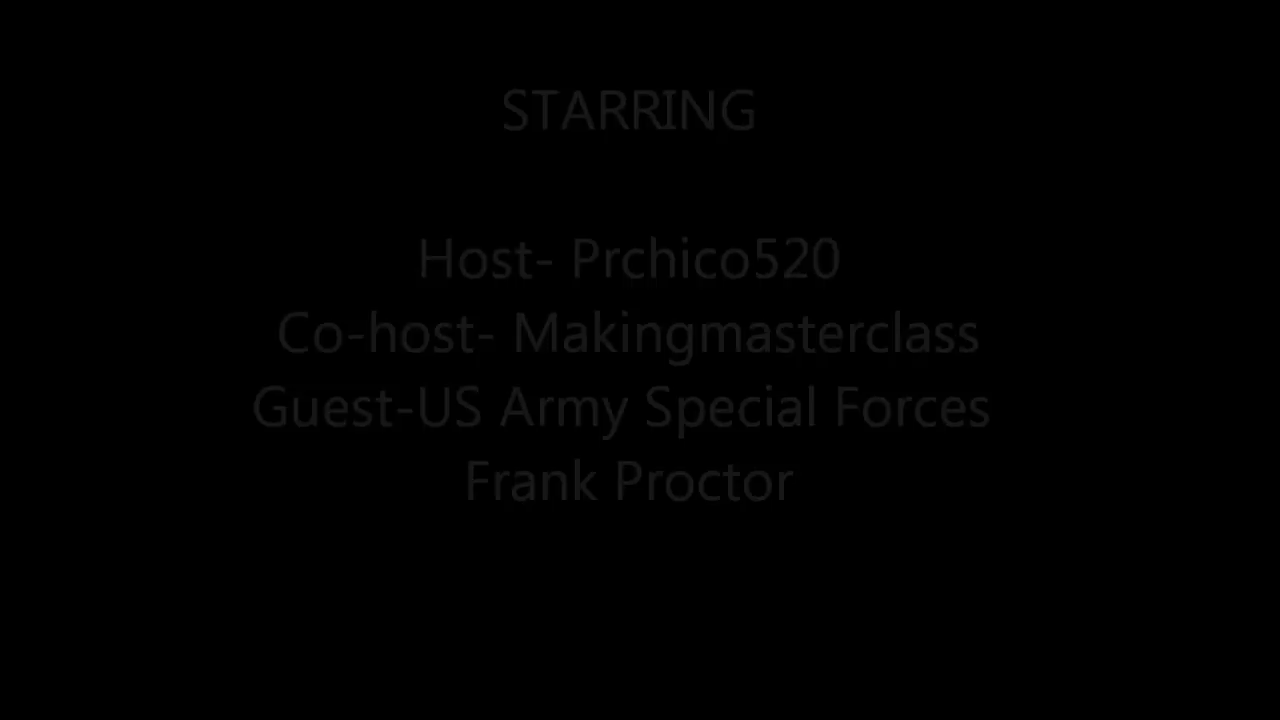 STARRING
Host- Prchico520
Co-host- Makingmasterclass
Guest-US Army Special Forces
Frank Proctor